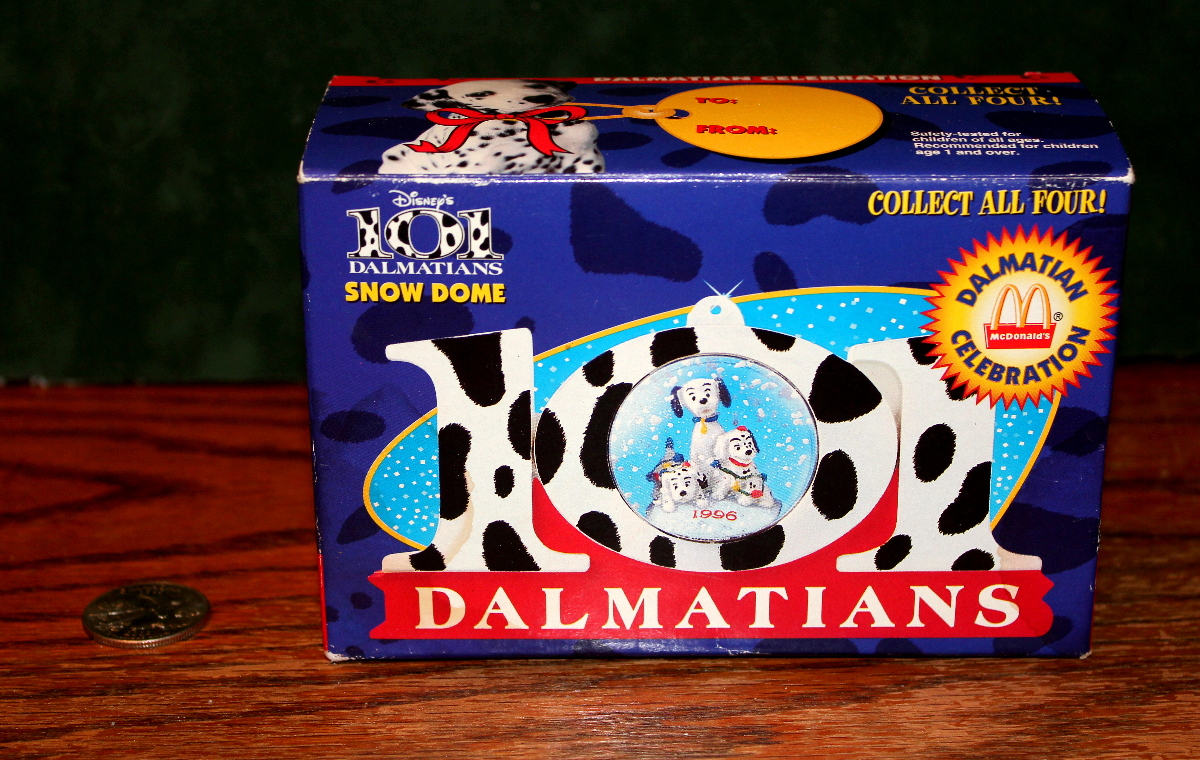 DALMATIAN CELEBRATION
TO:
FROM:
COLLECT
ALL FOUR!
Safety-tested for
children of all ages.
Recommended for children
age 1 and over.
Disney's
101
DALMATIANS
SNOW DOME
COLLECT ALL FOUR!
DALMATIAN
McDonald's ®
CELEBRATION
101
1996
DALMATIANS